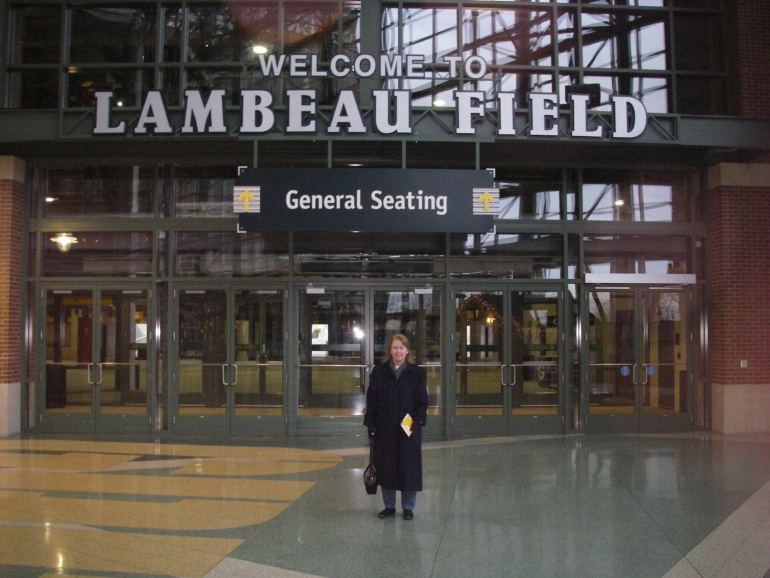 WELCOME TO
LAMBEAU FIELD
General Seating